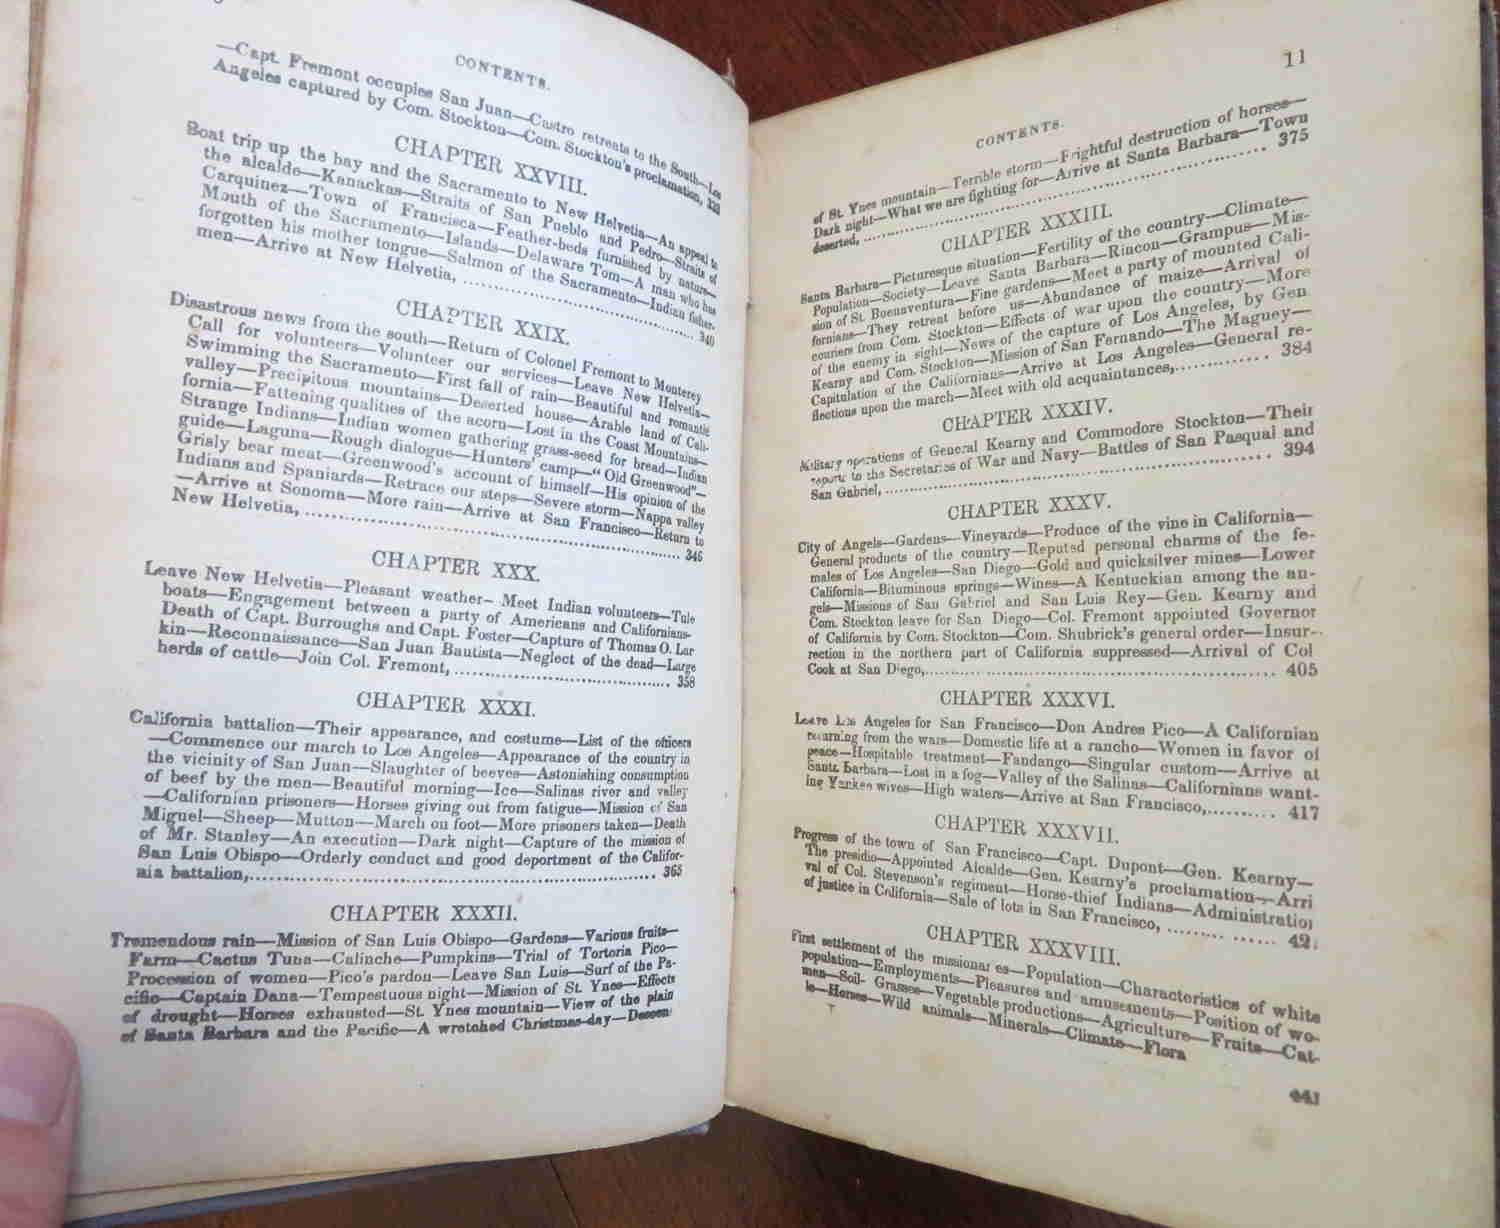 CONTENTS.
—Capt. Fremont occupies San Juan—Castro retreats to the South—Los
Angeles captured by Com. Stockton—Com. Stockton's proclamation,
CHAPTER XXVIII.
Boat trip up the bay and the Sacramento to New Helvetia—An appeal to
the alcalde—Kanackas—Straits of San Pueblo and Pedro—Straits of
Carquinez—Town of Francisca—Feather-beds furnished by nature—
Mouth of the Sacramento—Islands—Delaware Tom—A man who has
forgotten his mother tongue—Salmon of the Sacramento—Indian fisher-
men—Arrive at New Helvetia, 340
CHAPTER XXIX.
Disastrous news from the south—Return of Colonel Fremont to Monterey
Call for volunteers—Volunteer our services—Leave New Helvetia—
Swimming the Sacramento—First fall of rain—Beautiful and romantic
valley—Precipitous mountains—Deserted house—Arable land of Cali-
fornia—Fattening qualities of the acorn—Lost in the Coast Mountains—
Strange Indians—Indian women gathering grass-seed for bread—Indian
guide—Laguna—Rough dialogue—Hunters' camp—"Old Greenwood"—
Grisly bear meat—Greenwood's account of himself—His opinion of the
Indians and Spaniards—Retrace our steps—Severe storm—Nappa valley
—Arrive at Sonoma—More rain—Arrive at San Francisco—Return to
New Helvetia, 346
CHAPTER XXX.
Leave New Helvetia—Pleasant weather— Meet Indian volunteers—Tule
boats—Engagement between a party of Americans and Californians-
Death of Capt. Burroughs and Capt. Foster—Capture of Thomas O. Lar
kin—Reconnaissance—San Juan Bautista—Neglect of the dead—Large
herds of cattle—Join Col. Fremont, 358
CHAPTER XXXI.
California battalion—Their appearance, and costume—List of the officers
—Commence our march to Los Angeles—Appearance of the country in
the vicinity of San Juan—Slaughter of beeves—Astonishing consumption
of beef by the men—Beautiful morning—Ice—Salinas river and valley
—Californian prisoners—Horses giving out from fatigue—Mission of San
Miguel—Sheep—Mutton—March on foot—More prisoners taken—Death
of Mr. Stanley—An execution—Dark night—Capture of the mission of
San Luis Obispo—Orderly conduct and good deportment of the Califor-
nia battalion, 365
CHAPTER XXXII.
Tremendous rain—Mission of San Luis Obispo—Gardens—Various fruits—
Farm—Cactus Tuna—Calinche—Pumpkins—Trial of Tortoria Pico—
Procession of women—Pico's pardon—Leave San Luis—Surf of the Pa-
cific—Captain Dana—Tempestuous night—Mission of St. Ynes—Effects
of drought—Horses exhausted—St. Ynes mountain—View of the plain
of Santa Barbara and the Pacific—A wretched Christmas-day—Descent
11
CONTENTS.
of St. Ynes mountain—Terrible storm—Frightful destruction of horses—
Dark night—What we are fighting for—Arrive at Santa Barbara—Town
deserted, 375
CHAPTER XXXIII.
Santa Barbara—Picturesque situation—Fertility of the country—Climate—
Population—Society—Leave Santa Barbara—Rincon—Grampus—Mis-
sion of St. Buenaventura—Fine gardens—Meet a party of mounted Cali-
fornians—They retreat before us—Abundance of maize—Arrival of
couriers from Com. Stockton—Effects of war upon the country—More
of the enemy in sight—News of the capture of Los Angeles, by Gen.
Kearny and Com. Stockton—Mission of San Fernando—The Maguey—
Capitulation of the Californians—Arrive at Los Angeles—General re-
flections upon the march—Meet with old acquaintances, 384
CHAPTER XXXIV.
Military operations of General Kearny and Commodore Stockton—Their
reports to the Secretaries of War and Navy—Battles of San Pasqual and
San Gabriel, 394
CHAPTER XXXV.
City of Angels—Gardens—Vineyards—Produce of the vine in California—
General products of the country—Reputed personal charms of the fe-
males of Los Angeles—San Diego—Gold and quicksilver mines—Lower
California—Bituminous springs—Wines—A Kentuckian among the an-
gels—Missions of San Gabriel and San Luis Rey—Gen. Kearny and
Com. Stockton leave for San Diego—Col. Fremont appointed Governor
of California by Com. Stockton—Com. Shubrick's general order—Insur-
rection in the northern part of California suppressed—Arrival of Col
Cook at San Diego, 405
CHAPTER XXXVI.
Leave Los Angeles for San Francisco—Don Andres Pico—A Californian
returning from the wars—Domestic life at a rancho—Women in favor of
peace—Hospitable treatment—Fandango—Singular custom—Arrive at
Santa Barbara—Lost in a fog—Valley of the Salinas—Californians want-
ing Yankee wives—High waters—Arrive at San Francisco, 417
CHAPTER XXXVII.
Progress of the town of San Francisco—Capt. Dupont—Gen. Kearny—
The presidio—Appointed Alcalde—Gen. Kearny's proclamation—Arri
val of Col. Stevenson's regiment—Horse-thief Indians—Administration
of justice in California—Sale of lots in San Francisco,
CHAPTER XXXVIII.
First settlement of the missionaries—Population—Characteristics of white
population—Employments—Pleasures and amusements—Position of wo-
men—Soil—Grasses—Vegetable productions—Agriculture—Fruits—Cat-
tle—Horses—Wild animals—Minerals—Climate—Flora
441